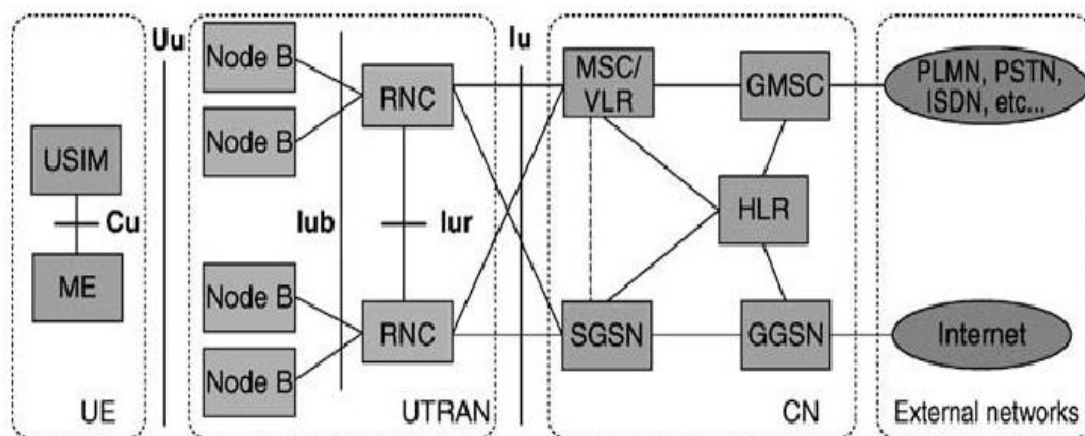 Uu
Iu
Node B
Node B
RNC
MSC/
VLR
GMSC
PLMN, PSTN,
ISDN, etc...
USIM
Cu
ME
Iub
Iur
HLR
Node B
Node B
RNC
SGSN
GGSN
Internet
UE
UTRAN
CN
External networks